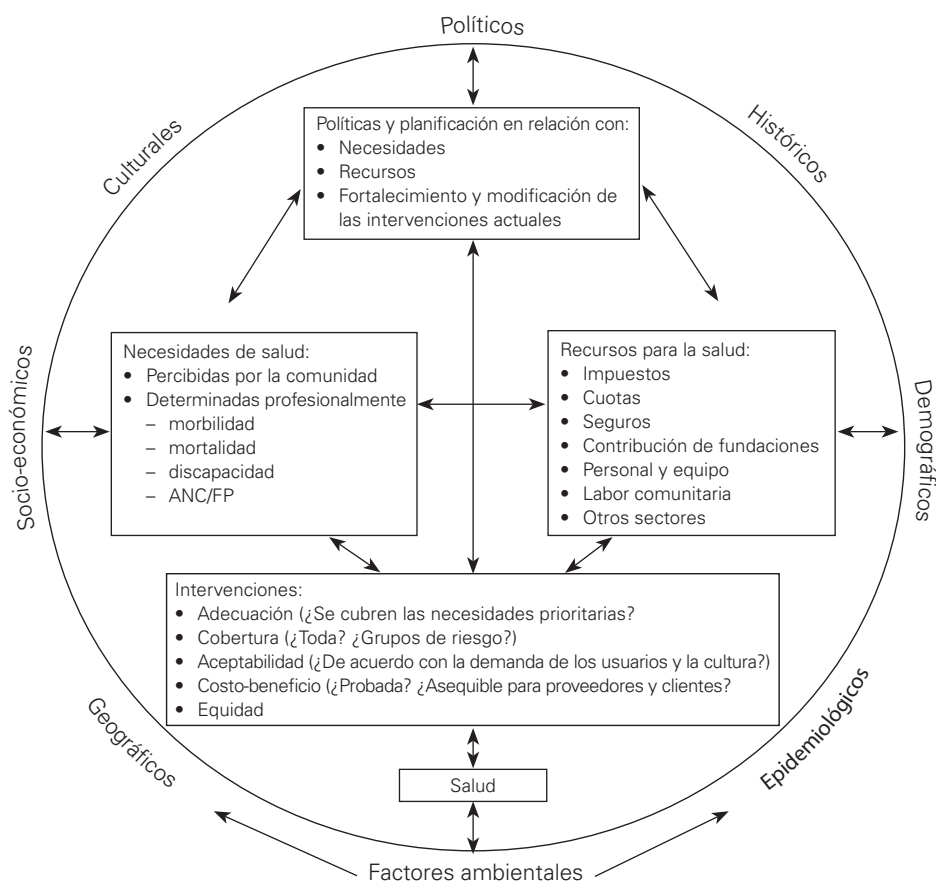 Políticos
Culturales
Históricos
Políticas y planificación en relación con:
• Necesidades
• Recursos
• Fortalecimiento y modificación de
las intervenciones actuales
Socio-económicos
Necesidades de salud:
• Percibidas por la comunidad
• Determinadas profesionalmente
– morbilidad
– mortalidad
– discapacidad
– ANC/FP
Recursos para la salud:
• Impuestos
• Cuotas
• Seguros
• Contribución de fundaciones
• Personal y equipo
• Labor comunitaria
• Otros sectores
Demográficos
Intervenciones:
• Adecuación (¿Se cubren las necesidades prioritarias?
• Cobertura (¿Toda? ¿Grupos de riesgo?)
• Aceptabilidad (¿De acuerdo con la demanda de los usuarios y la cultura?)
• Costo-beneficio (¿Probada? ¿Asequible para proveedores y clientes?
• Equidad
Geográficos
Epidemiológicos
Salud
Factores ambientales